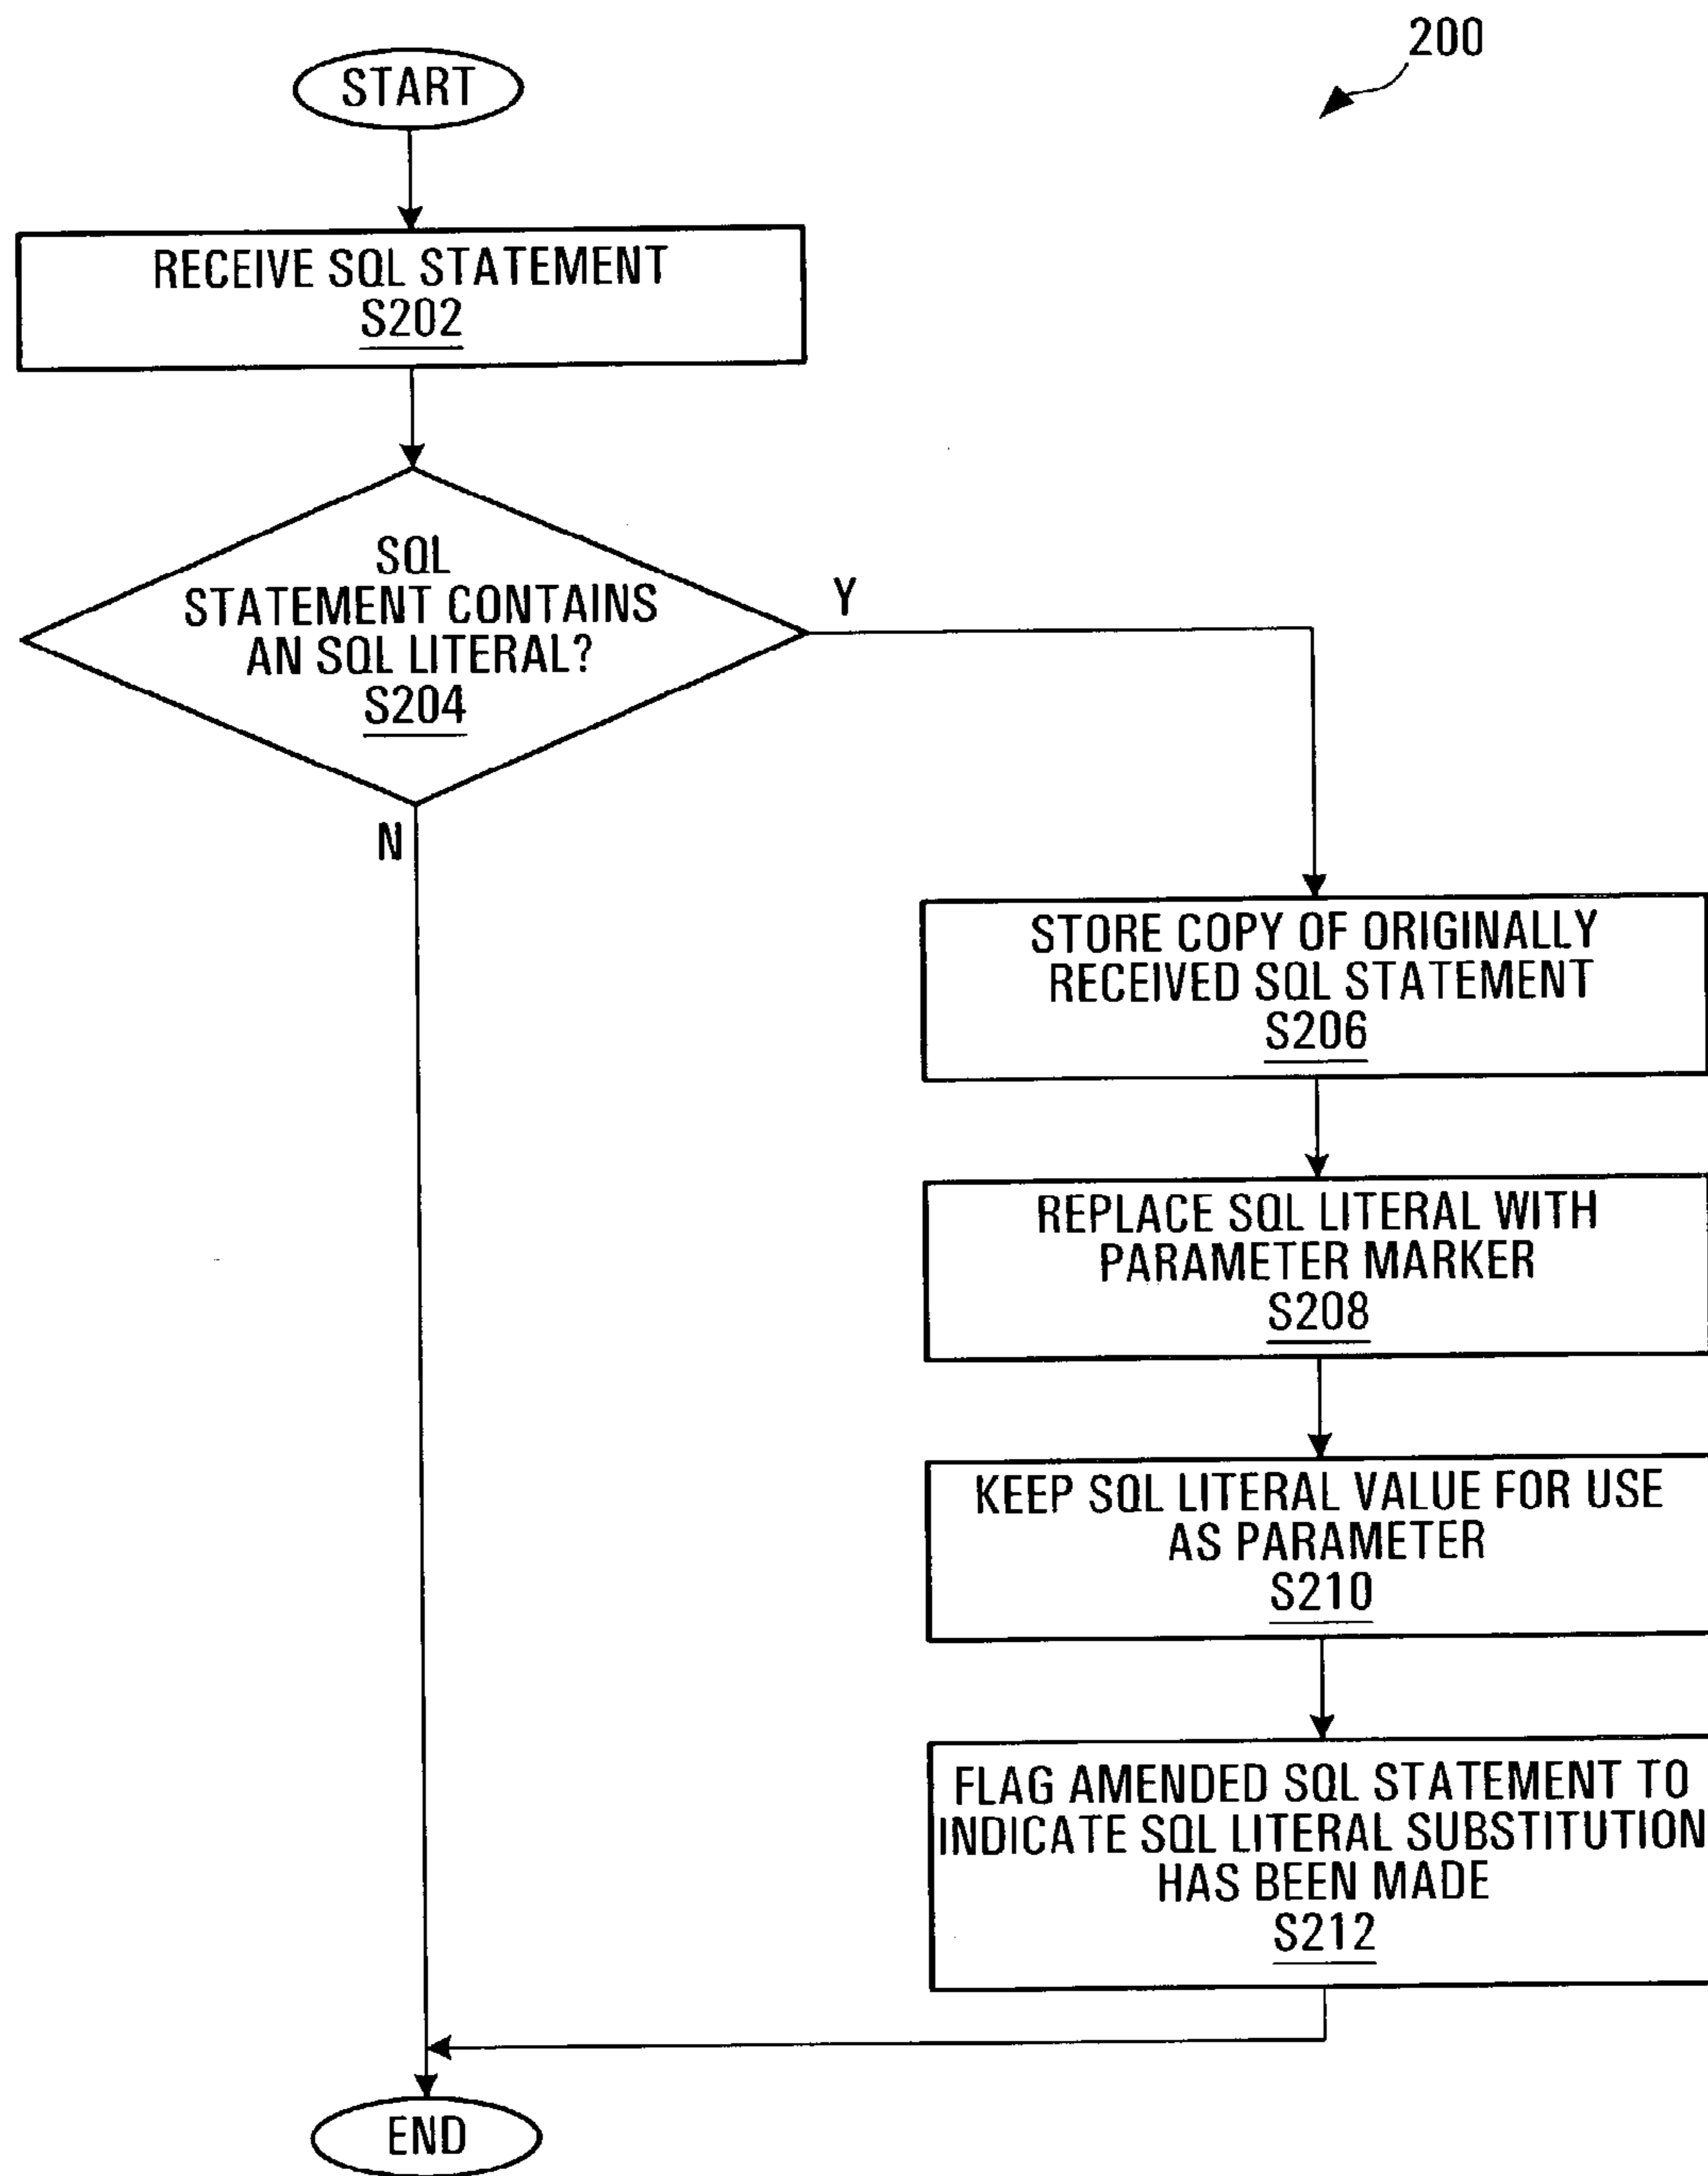 200
START
RECEIVE SQL STATEMENT
S202
SQL
STATEMENT CONTAINS
AN SQL LITERAL?
S204
Y
N
STORE COPY OF ORIGINALLY
RECEIVED SQL STATEMENT
S206
REPLACE SQL LITERAL WITH
PARAMETER MARKER
S208
KEEP SQL LITERAL VALUE FOR USE
AS PARAMETER
S210
FLAG AMENDED SQL STATEMENT TO
INDICATE SQL LITERAL SUBSTITUTION
HAS BEEN MADE
S212
END